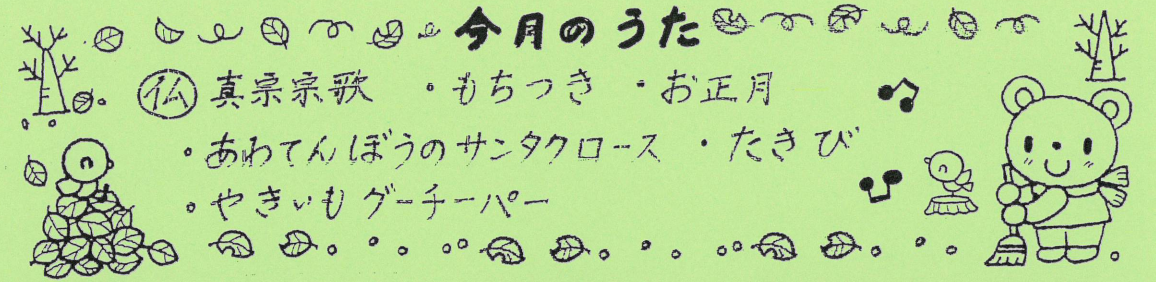 今月のうた
㋫真宗宗歌 ・もちつき ・お正月
・あわてんぼうのサンタクロース ・たきび
・やきいもグーチーパー